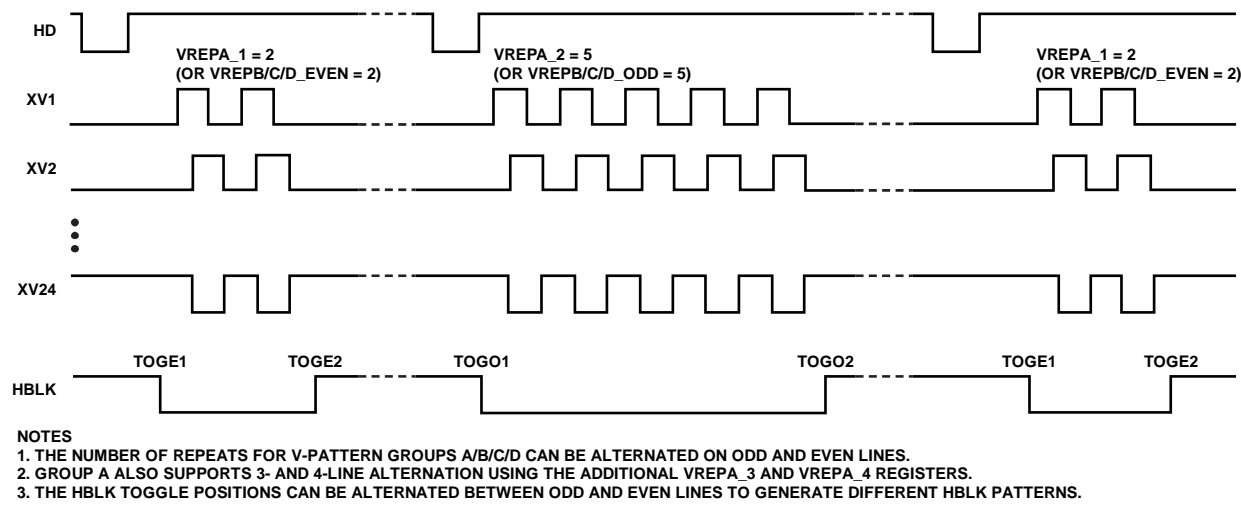 HD
VREPA_1 = 2
(OR VREPB/C/D_EVEN = 2)
VREPA_2 = 5
(OR VREPB/C/D_ODD = 5)
VREPA_1 = 2
(OR VREPB/C/D_EVEN = 2)
XV1
XV2
XV24
TOGE1
TOGE2
TOGO1
TOGO2
TOGE1
TOGE2
HBLK
NOTES
1. THE NUMBER OF REPEATS FOR V-PATTERN GROUPS A/B/C/D CAN BE ALTERNATED ON ODD AND EVEN LINES.
2. GROUP A ALSO SUPPORTS 3- AND 4-LINE ALTERNATION USING THE ADDITIONAL VREPA_3 AND VREPA_4 REGISTERS.
3. THE HBLK TOGGLE POSITIONS CAN BE ALTERNATED BETWEEN ODD AND EVEN LINES TO GENERATE DIFFERENT HBLK PATTERNS.